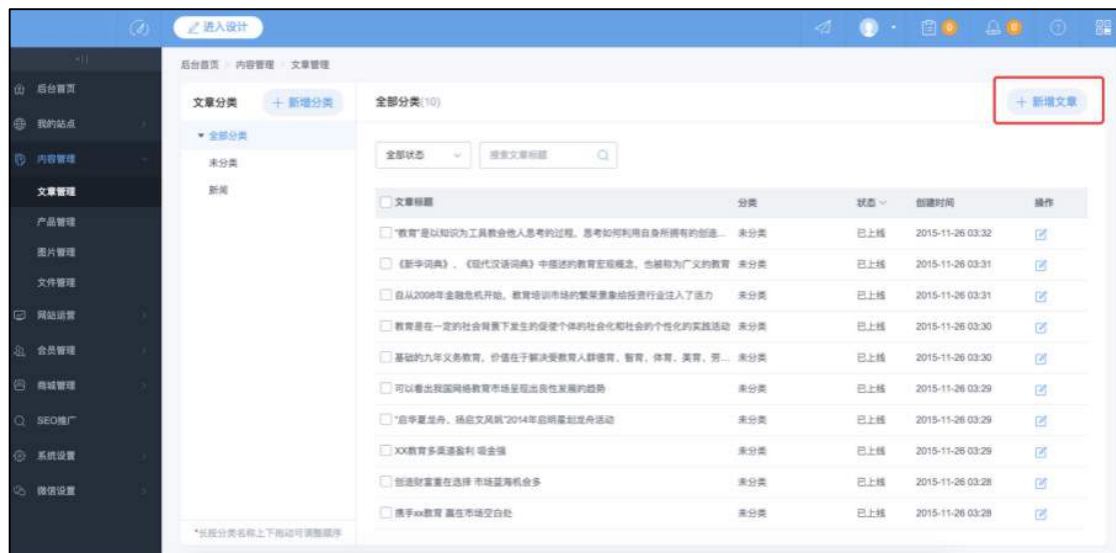 进入设计
0
0
后台首页 内容管理 文章管理
后台首页
我的站点
内容管理
文章管理
产品管理
图片管理
文件管理
网站运营
会员管理
商城管理
SEO推广
系统设置
微信设置
文章分类 + 新增分类
全部分类
未分类
新闻
*长按分类名称上下拖动可调整顺序
全部分类(10) + 新增文章
全部状态 搜索文章标题
文章标题 分类 状态 创建时间 操作
"教育"是以知识为工具教会他人思考的过程，思考如何利用自身所拥有的创造... 未分类 已上线 2015-11-26 03:32
《新华词典》、《现代汉语词典》中描述的教育宏观概念，也被称为广义的教育 未分类 已上线 2015-11-26 03:31
自从2008年金融危机开始，教育培训市场的繁荣景象给投资行业注入了活力 未分类 已上线 2015-11-26 03:31
教育是在一定的社会背景下发生的促使个体的社会化和社会的个性化的实践活动 未分类 已上线 2015-11-26 03:30
基础的九年义务教育，价值在于解决受教育人群德育，智育，体育，美育，劳... 未分类 已上线 2015-11-26 03:30
可以看出我国网络教育市场呈现出良性发展的趋势 未分类 已上线 2015-11-26 03:29
"启华夏龙舟，扬启文风帆"2014年启明星划龙舟活动 未分类 已上线 2015-11-26 03:29
XX教育多渠道盈利 吸金强 未分类 已上线 2015-11-26 03:29
创造财富重在选择 市场蓝海机会多 未分类 已上线 2015-11-26 03:28
携手xx教育 赢在市场空白处 未分类 已上线 2015-11-26 03:28